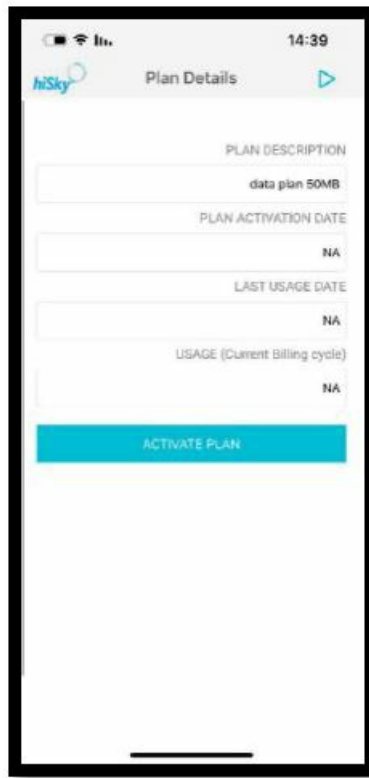 14:39
hiSky
Plan Details
PLAN DESCRIPTION
data plan 50MB
PLAN ACTIVATION DATE
NA
LAST USAGE DATE
NA
USAGE (Current Billing cycle)
NA
ACTIVATE PLAN